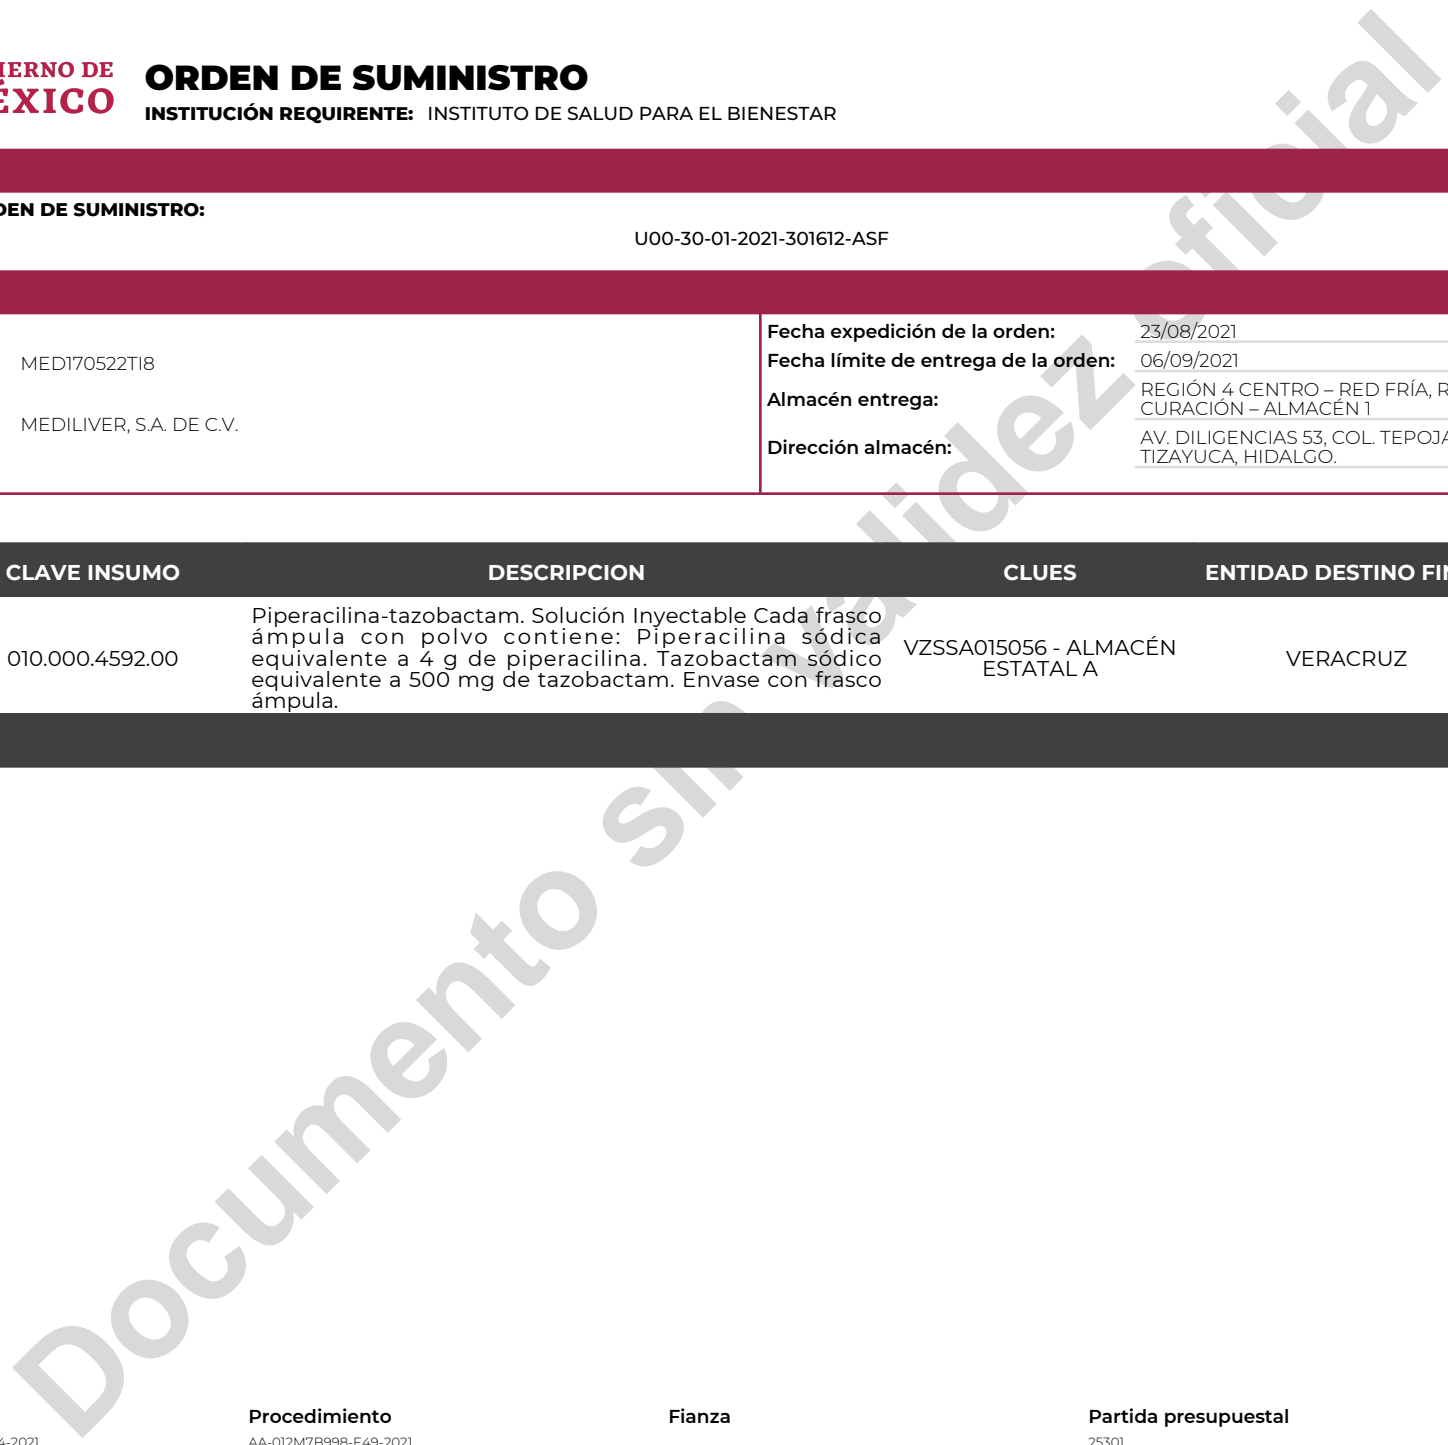 IERNO DE
ÉXICO
ORDEN DE SUMINISTRO
INSTITUCIÓN REQUIRENTE: INSTITUTO DE SALUD PARA EL BIENESTAR
DEN DE SUMINISTRO:
U00-30-01-2021-301612-ASF
MED170522TI8
MEDILIVER, S.A. DE C.V.
Fecha expedición de la orden: 23/08/2021
Fecha límite de entrega de la orden: 06/09/2021
Almacén entrega: REGIÓN 4 CENTRO – RED FRÍA, R
CURACIÓN – ALMACÉN 1
Dirección almacén: AV. DILIGENCIAS 53, COL. TEPOJA
TIZAYUCA, HIDALGO.
CLAVE INSUMO DESCRIPCION CLUES ENTIDAD DESTINO FIN
010.000.4592.00
Piperacilina-tazobactam. Solución Inyectable Cada frasco
ámpula con polvo contiene: Piperacilina sódica
equivalente a 4 g de piperacilina. Tazobactam sódico
equivalente a 500 mg de tazobactam. Envase con frasco
ámpula.
VZSSA015056 - ALMACÉN
ESTATAL A
VERACRUZ
Documento sin validez oficial
Procedimiento Fianza Partida presupuestal
4-2021 AA-012M7B998-E49-2021 25301